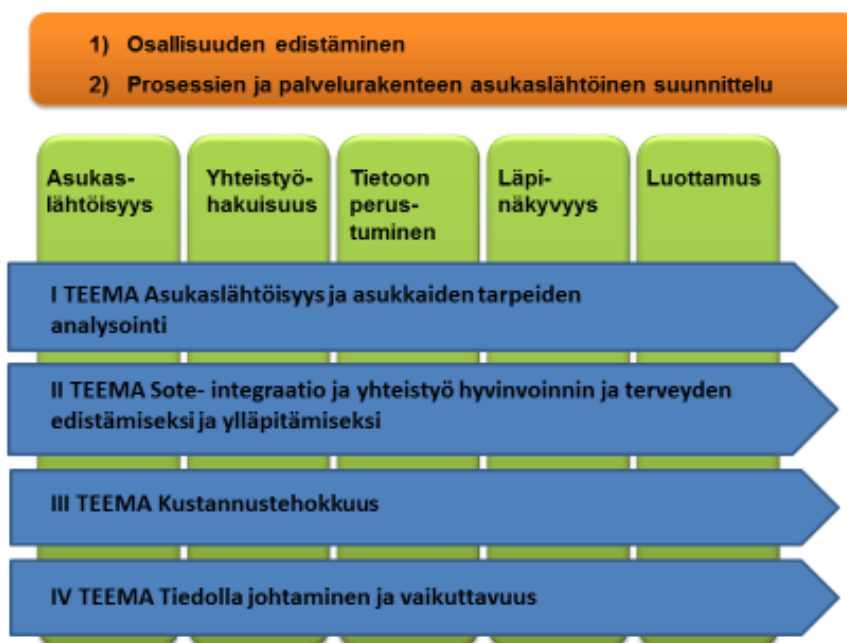 1) Osallisuuden edistäminen
2) Prosessien ja palvelurakenteen asukaslähtöinen suunnittelu
Asukas-
lähtöisyys
Yhteistyö-
hakuisuus
Tietoon
perus-
tuminen
Läpi-
näkyvyys
Luottamus
I TEEMA Asukaslähtöisyys ja asukkaiden tarpeiden
analysointi
II TEEMA Sote- integraatio ja yhteistyö hyvinvoinnin ja terveyden
edistämiseksi ja ylläpitämiseksi
III TEEMA Kustannustehokkuus
IV TEEMA Tiedolla johtaminen ja vaikuttavuus